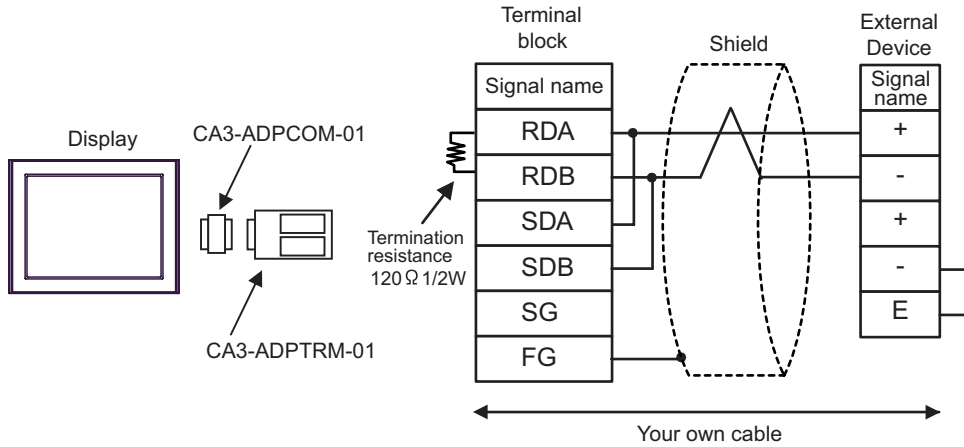 Display
CA3-ADPCOM-01
CA3-ADPTRM-01
Termination
resistance
120 Ω 1/2W
Terminal
block
Signal name
RDA
RDB
SDA
SDB
SG
FG
Shield
External
Device
Signal
name
+
-
+
-
E
Your own cable